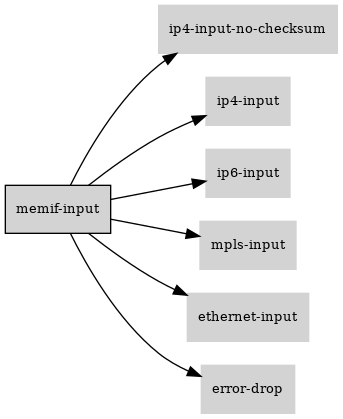 ip4-input-no-checksum
ip4-input
ip6-input
memif-input
mpls-input
ethernet-input
error-drop